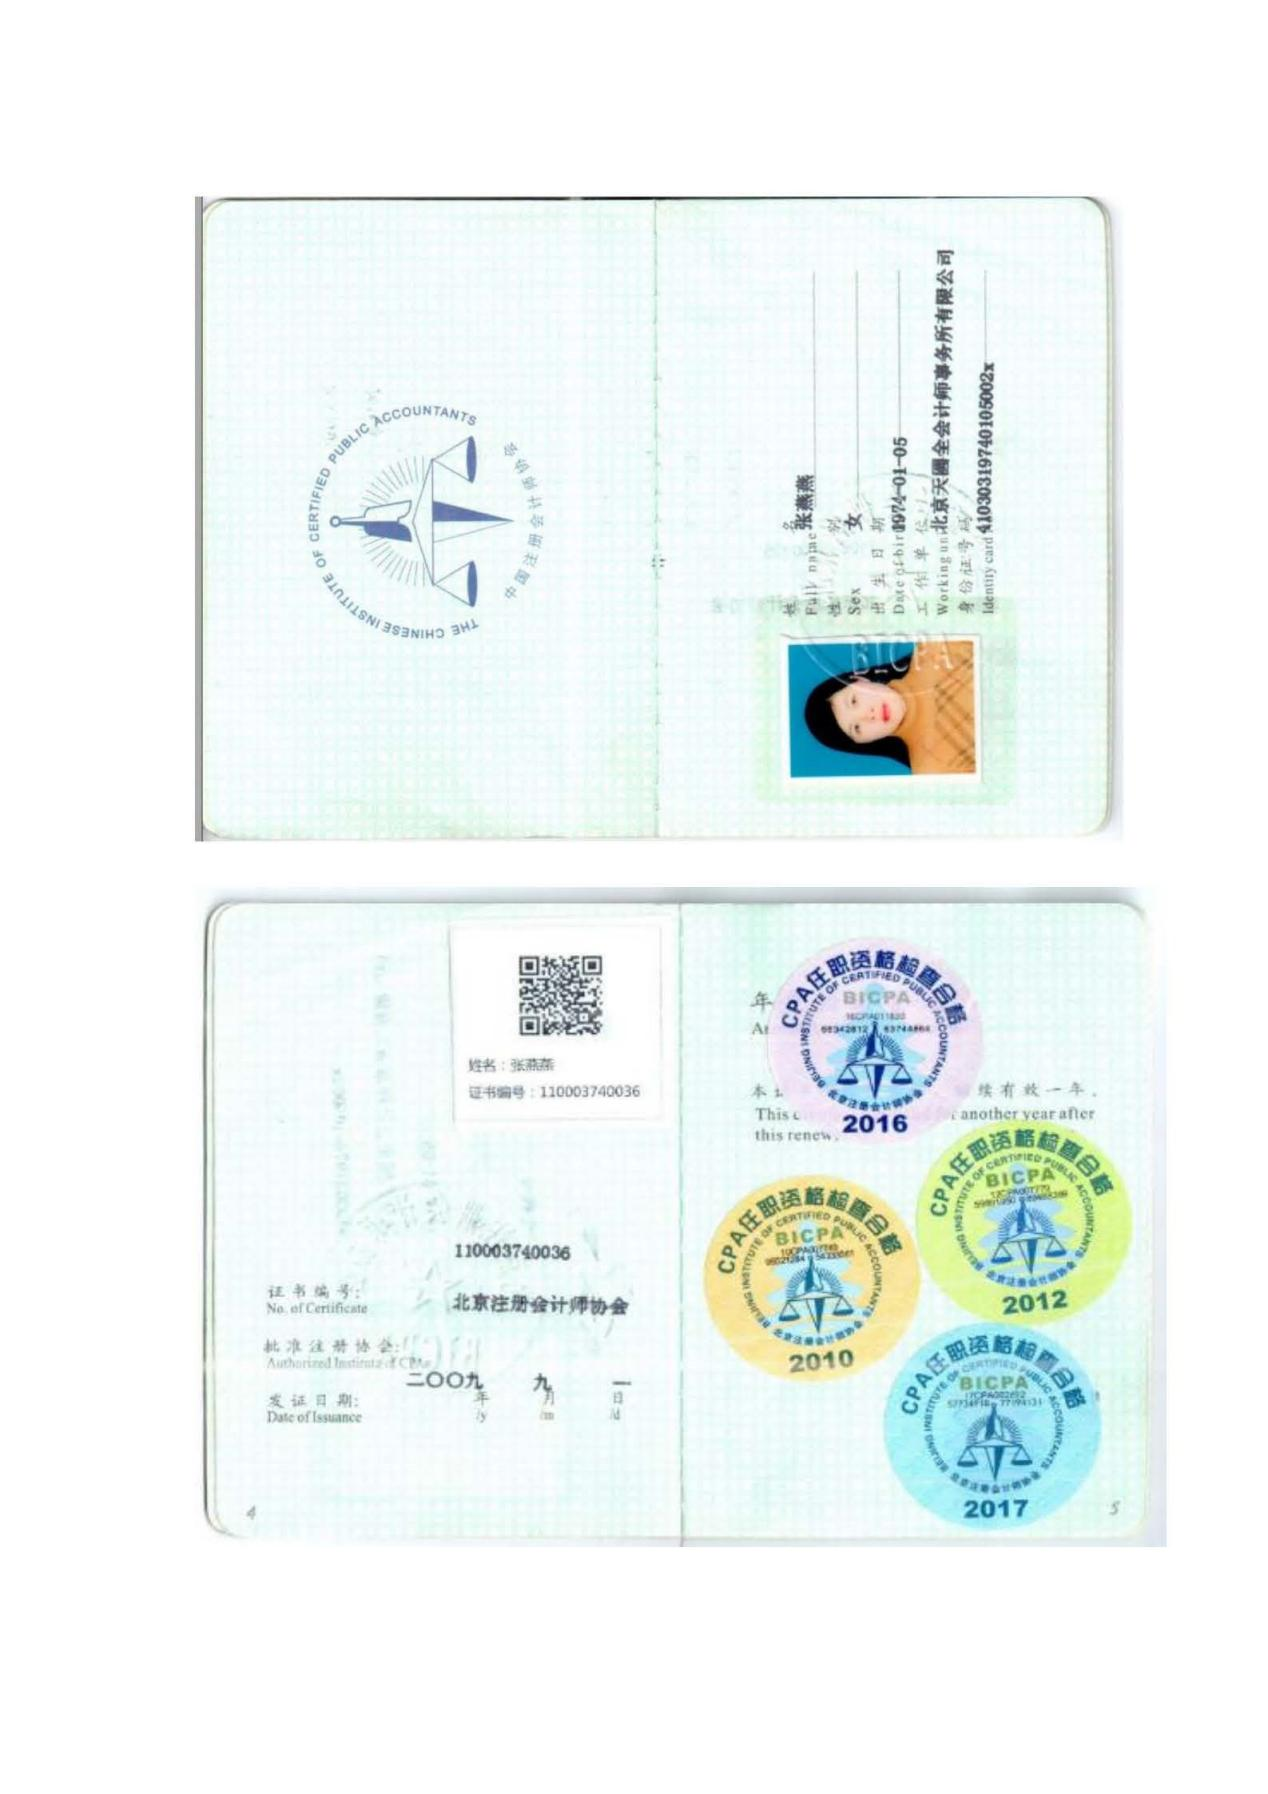 THE CHINESE INSTITUTE OF CERTIFIED PUBLIC ACCOUNTANTS
中国注册会计师协会
姓 名 张燕燕
Full name
性 别 女
Sex
出 生 日 期 1974-01-05
Date of birth
工 作 单 位
Working un 北京天圆全会计师事务所有限公司
身份证号码
Identity card 41030319740105002x
BICPA
姓名：张燕燕
证书编号：110003740036
110003740036
证 书 编 号:
No. of Certificate
北京注册会计师协会
批 准 注 册 协 会:
Authorized Institute of CPAs
二〇〇九 九 一
发 证 日 期: 年 月 日
Date of Issuance /y /m /d
4
年
本
续 有 效 一 年 .
This
another year after
this renew
CPA任职资格检查合格
BEIJING INSTITUTE OF CERTIFIED PUBLIC ACCOUNTANTS
BICPA
北京注册会计师协会
2016
CPA任职资格检查合格
BEIJING INSTITUTE OF CERTIFIED PUBLIC ACCOUNTANTS
BICPA
北京注册会计师协会
2012
CPA任职资格检查合格
BEIJING INSTITUTE OF CERTIFIED PUBLIC ACCOUNTANTS
BICPA
北京注册会计师协会
2010
CPA任职资格检查合格
BEIJING INSTITUTE OF CERTIFIED PUBLIC ACCOUNTANTS
BICPA
北京注册会计师协会
2017
5